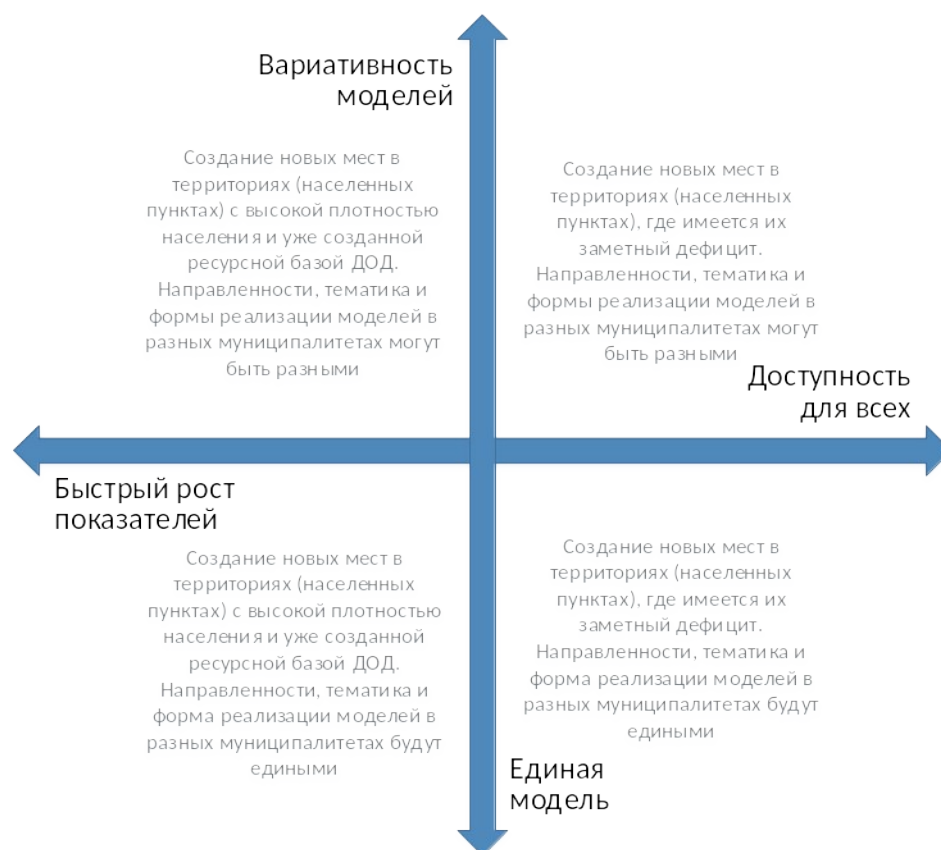 Вариативность
моделей
Создание новых мест в
территориях (населенных
пунктах) с высокой плотностью
населения и уже созданной
ресурсной базой ДОД.
Направленности, тематика и
формы реализации моделей в
разных муниципалитетах могут
быть разными
Создание новых мест в
территориях (населенных
пунктах), где имеется их
заметный дефицит.
Направленности, тематика и
формы реализации моделей в
разных муниципалитетах могут
быть разными
Доступность
для всех
Быстрый рост
показателей
Создание новых мест в
территориях (населенных
пунктах) с высокой плотностью
населения и уже созданной
ресурсной базой ДОД.
Направленности, тематика и
форма реализации моделей в
разных муниципалитетах будут
едиными
Создание новых мест в
территориях (населенных
пунктах), где имеется их
заметный дефицит.
Направленности, тематика и
форма реализации моделей в
разных муниципалитетах будут
едиными
Единая
модель